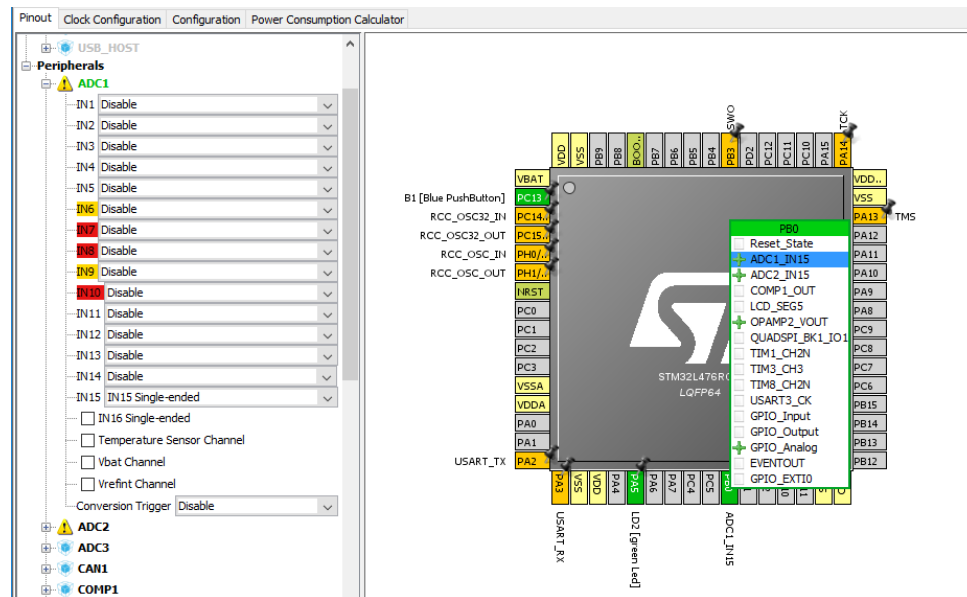 Pinout Clock Configuration Configuration Power Consumption Calculator
USB_HOST
Peripherals
ADC1
IN1 Disable
IN2 Disable
IN3 Disable
IN4 Disable
IN5 Disable
IN6 Disable
IN7 Disable
IN8 Disable
IN9 Disable
IN10 Disable
IN11 Disable
IN12 Disable
IN13 Disable
IN14 Disable
IN15 IN15 Single-ended
IN16 Single-ended
Temperature Sensor Channel
Vbat Channel
Vrefint Channel
Conversion Trigger Disable
ADC2
ADC3
CAN1
COMP1
SWO
TCK
VDD
VSS
PB9
PB8
BOO..
PB7
PB6
PB5
PB4
PB3
PD2
PC12
PC11
PC10
PA15
PA14
VBAT
B1 [Blue PushButton] PC13
RCC_OSC32_IN PC14..
RCC_OSC32_OUT PC15..
RCC_OSC_IN PH0/..
RCC_OSC_OUT PH1/..
NRST
PC0
PC1
PC2
PC3
VSSA
VDDA
PA0
PA1
USART_TX PA2
STM32L476R
LQFP64
VDD..
VSS
PA13 TMS
PA12
PA11
PA10
PA9
PA8
PC9
PC8
PC7
PC6
PB15
PB14
PB13
PB12
PB0
Reset_State
ADC1_IN15
ADC2_IN15
COMP1_OUT
LCD_SEG5
OPAMP2_VOUT
QUADSPI_BK1_IO1
TIM1_CH2N
TIM3_CH3
TIM8_CH2N
USART3_CK
GPIO_Input
GPIO_Output
GPIO_Analog
EVENTOUT
GPIO_EXTI0
PA3
VSS
VDD
PA4
PA5
PA6
PA7
PC4
PC5
USART_RX
LD2 [green Led]
ADC1_IN15